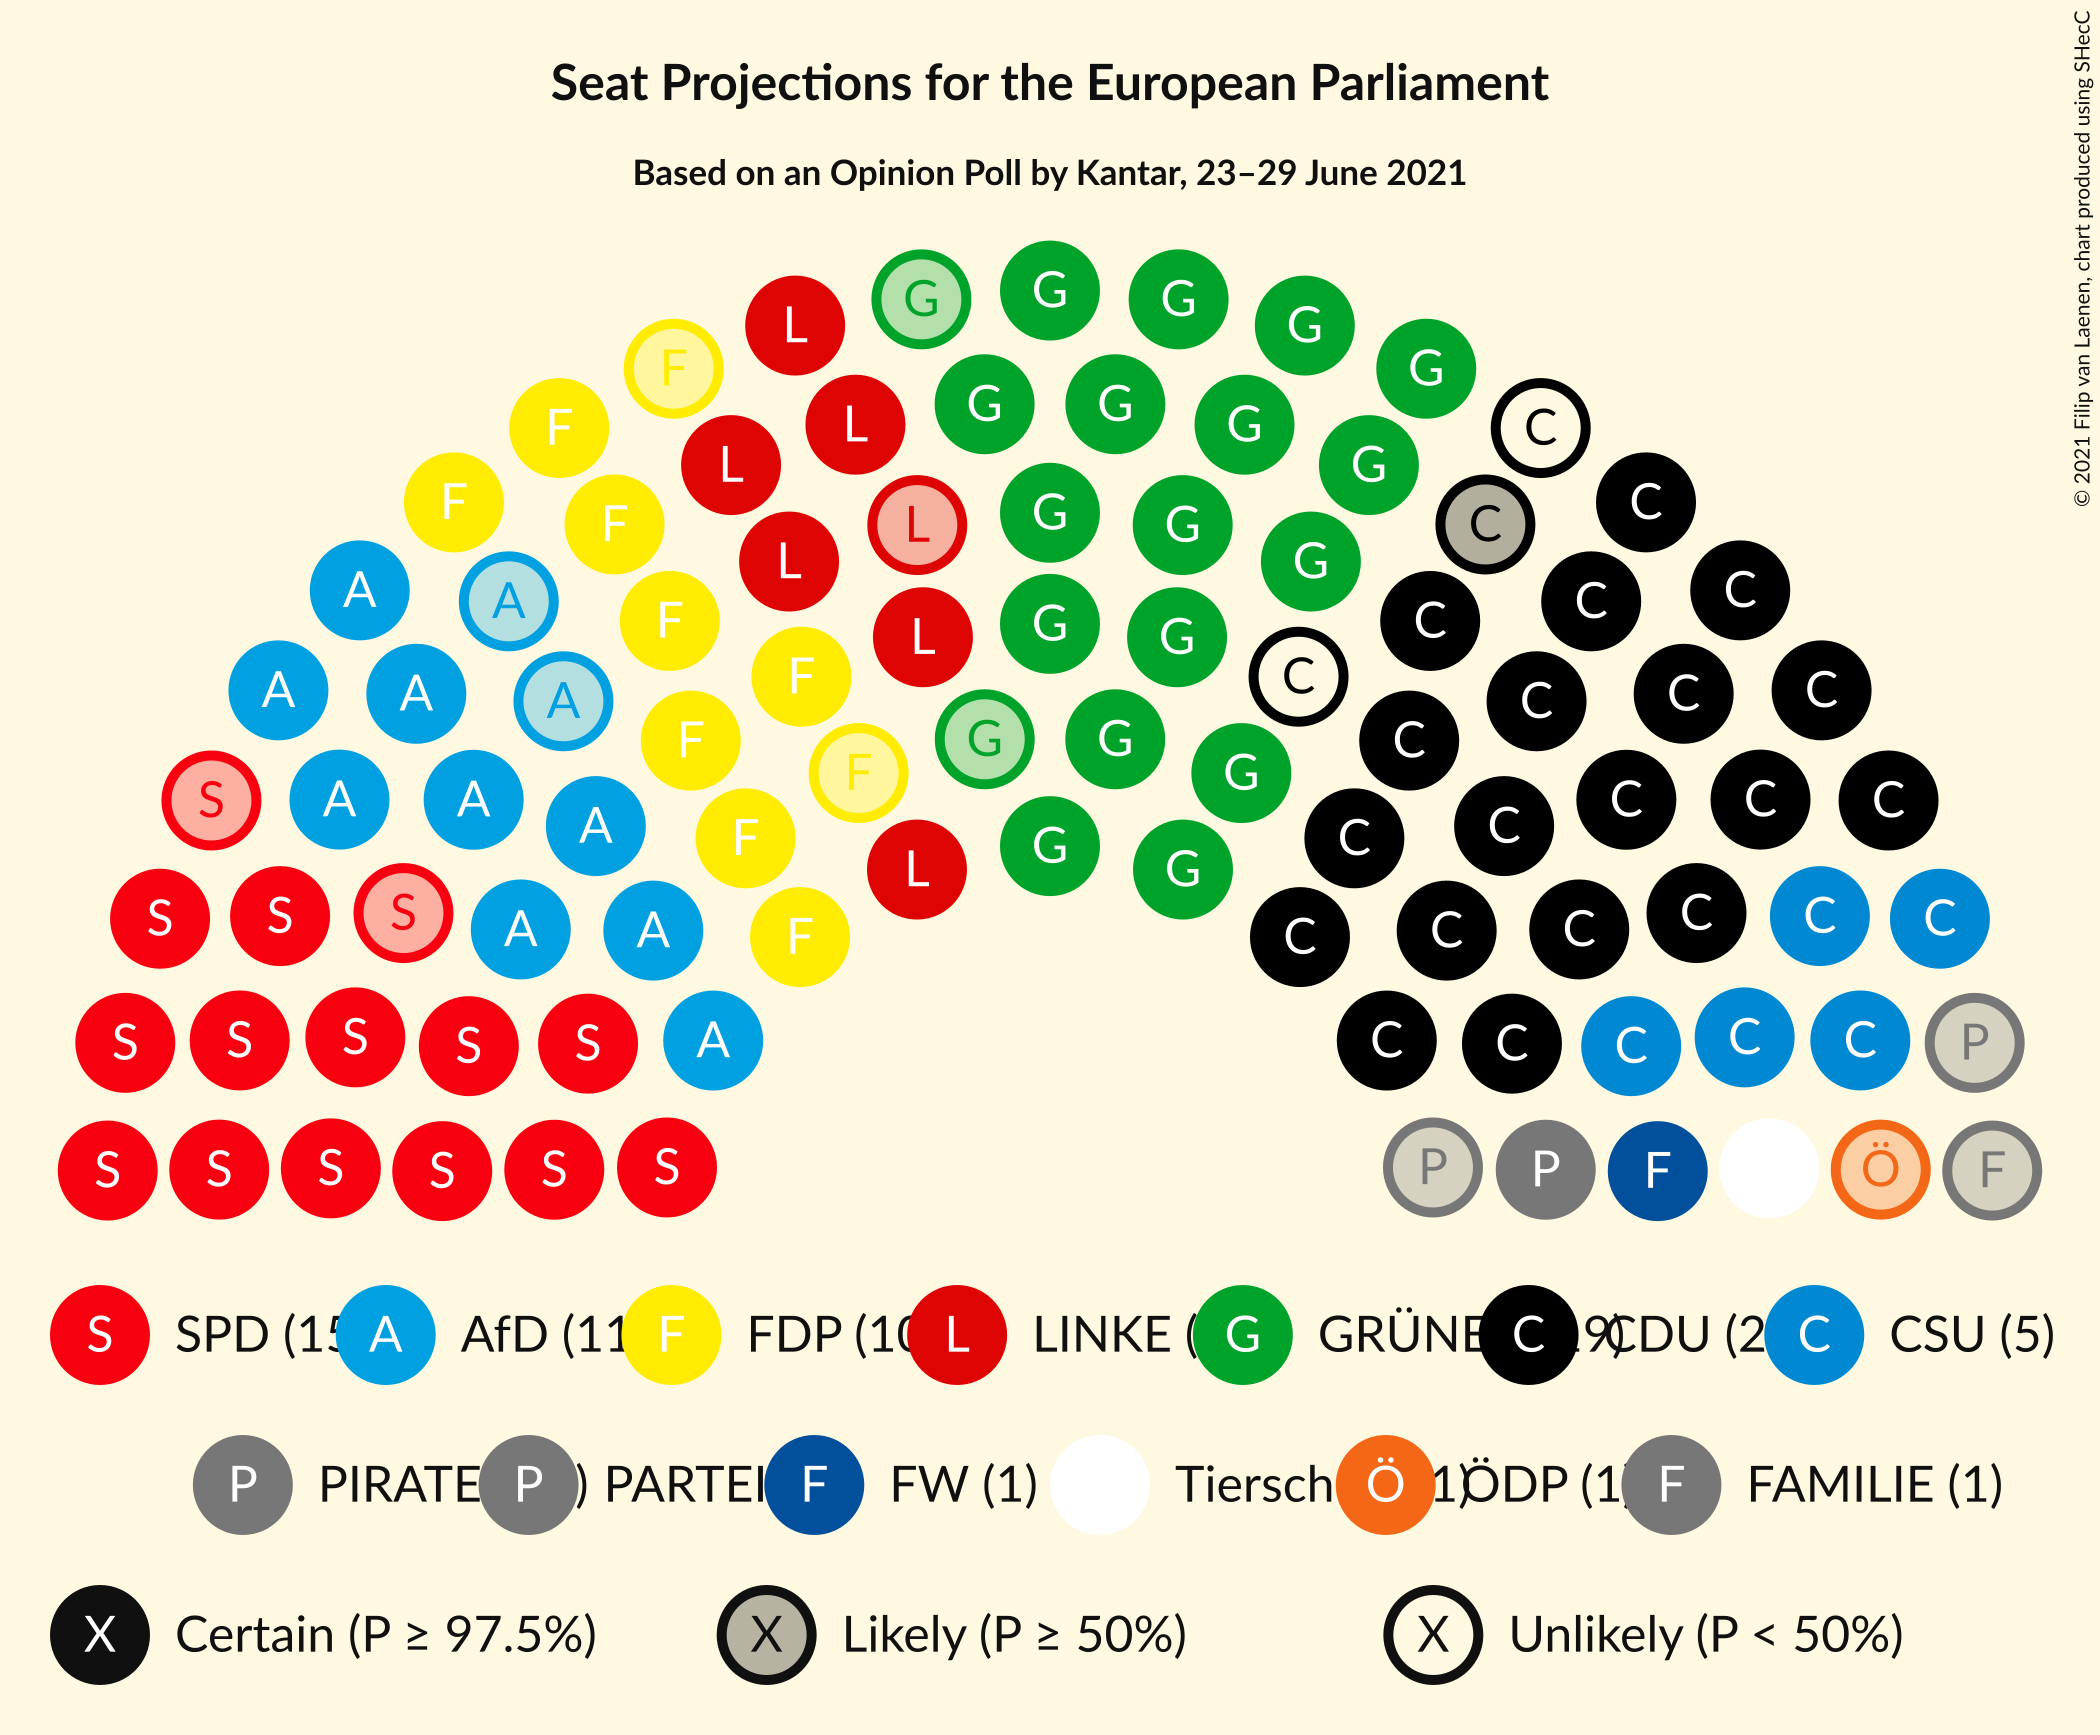 Seat Projections for the European Parliament
Based on an Opinion Poll by Kantar, 23–29 June 2021
© 2021 Filip van Laenen, chart produced using SHecC
G G G G G
L
F
F
F
A
A
S
S
S
S
C
C
C
C
C
C
P
F
G G G G
L
L
F
A
A
A
S
S
S
C
C
C
C
C
C
Ö
G G G
L
L
F
A
A
S
S
S
C
C
C
C
C
G G
L
F
F
A
A
S
S
C
C
C
C
C
F
G G G
F
F
A
S
S
C
C
C
C
P
G G
L
F
A
S
C
C
P
S SPD (15 A AfD (11 F FDP (10 L LINKE ( G GRÜNE C 9) CDU (2 C CSU (5)
P PIRATE P ) PARTEI F FW (1) Tiersch Ö 1) ÖDP (1) F FAMILIE (1)
X Certain (P ≥ 97.5%) X Likely (P ≥ 50%) X Unlikely (P < 50%)